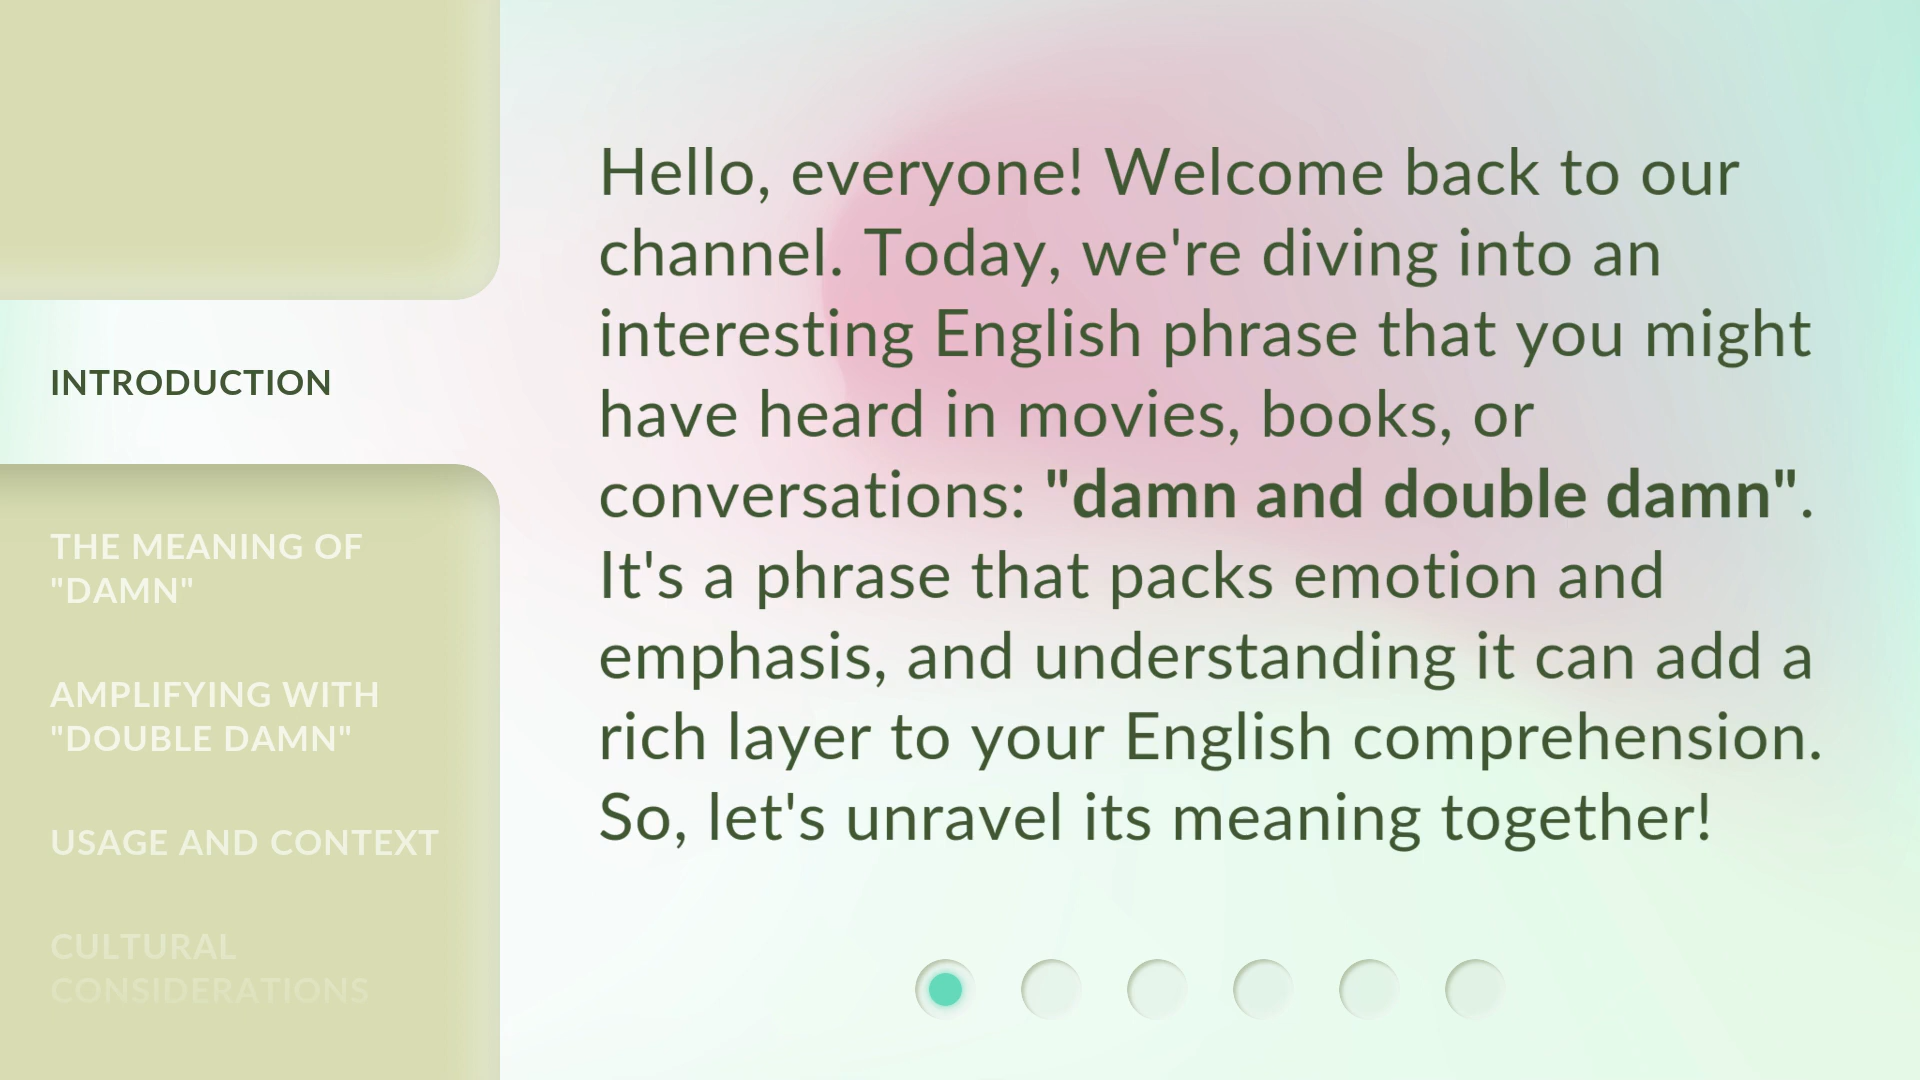 INTRODUCTION
THE MEANING OF
"DAMN"
AMPLIFYING WITH
"DOUBLE DAMN"
USAGE AND CONTEXT
CULTURAL
CONSIDERATIONS
Hello, everyone! Welcome back to our
channel. Today, we're diving into an
interesting English phrase that you might
have heard in movies, books, or
conversations: "damn and double damn".
It's a phrase that packs emotion and
emphasis, and understanding it can add a
rich layer to your English comprehension.
So, let's unravel its meaning together!